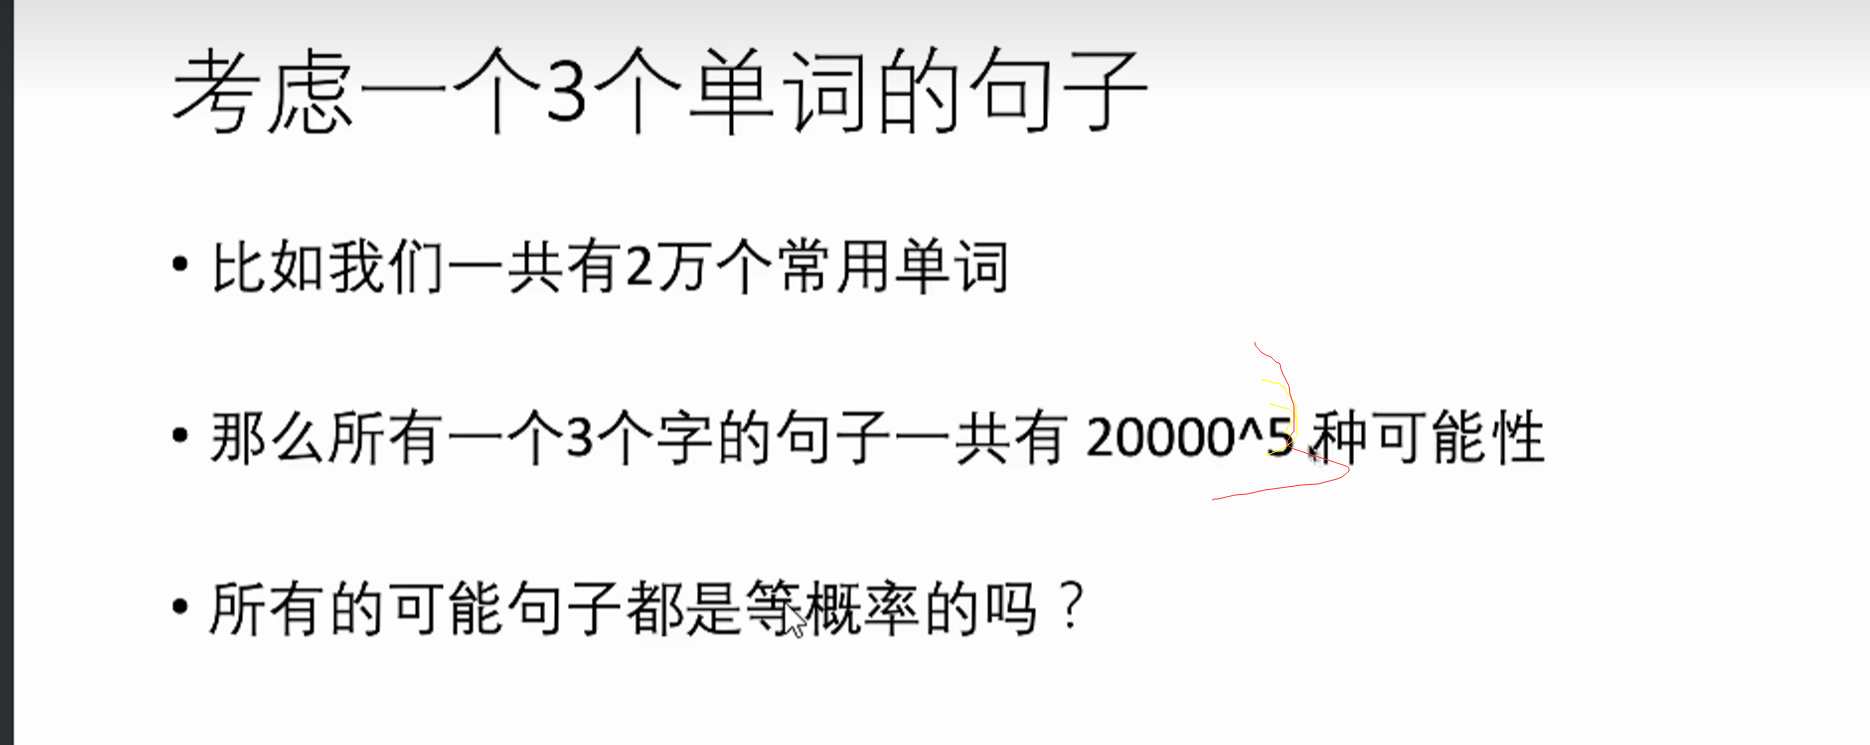 考虑一个3个单词的句子
• 比如我们一共有2万个常用单词
• 那么所有一个3个字的句子一共有 20000^5 种可能性
• 所有的可能句子都是等概率的吗？